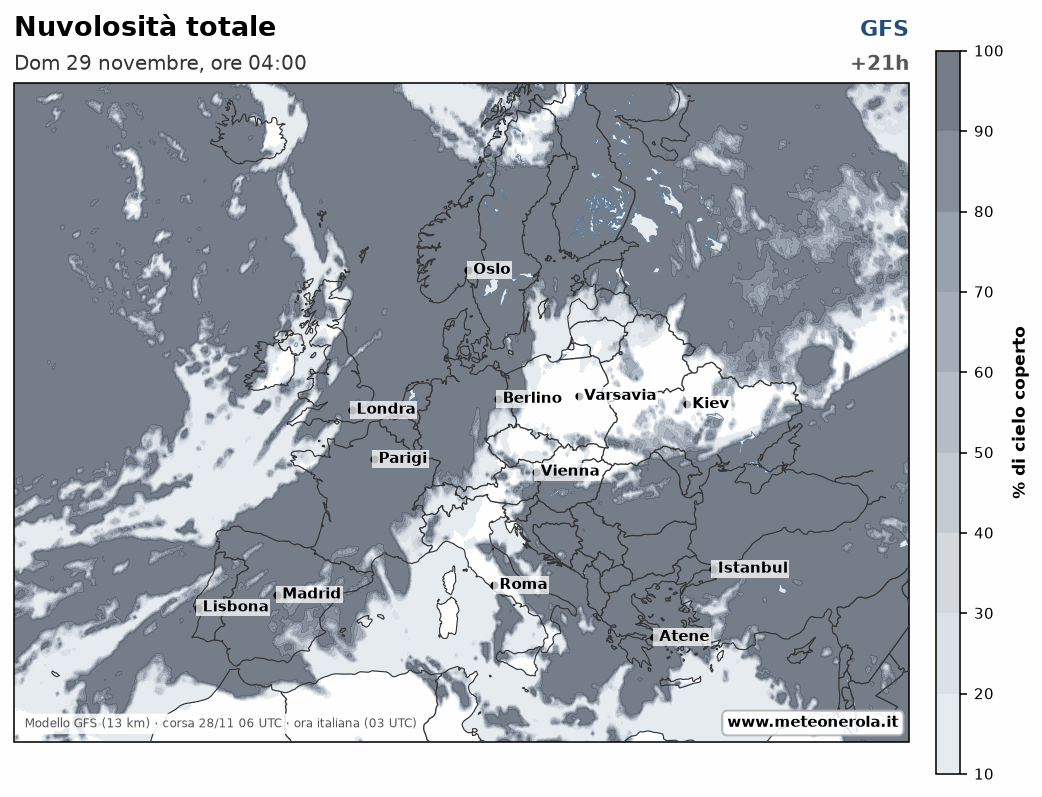 Nuvolosità totale
GFS
Dom 29 novembre, ore 04:00
+21h
Oslo
Londra
Berlino
Varsavia
Kiev
Parigi
Vienna
Istanbul
Roma
Madrid
Lisbona
Atene
Modello GFS (13 km) · corsa 28/11 06 UTC · ora italiana (03 UTC)
www.meteonerola.it
100
90
80
70
60
50
40
30
20
10
% di cielo coperto